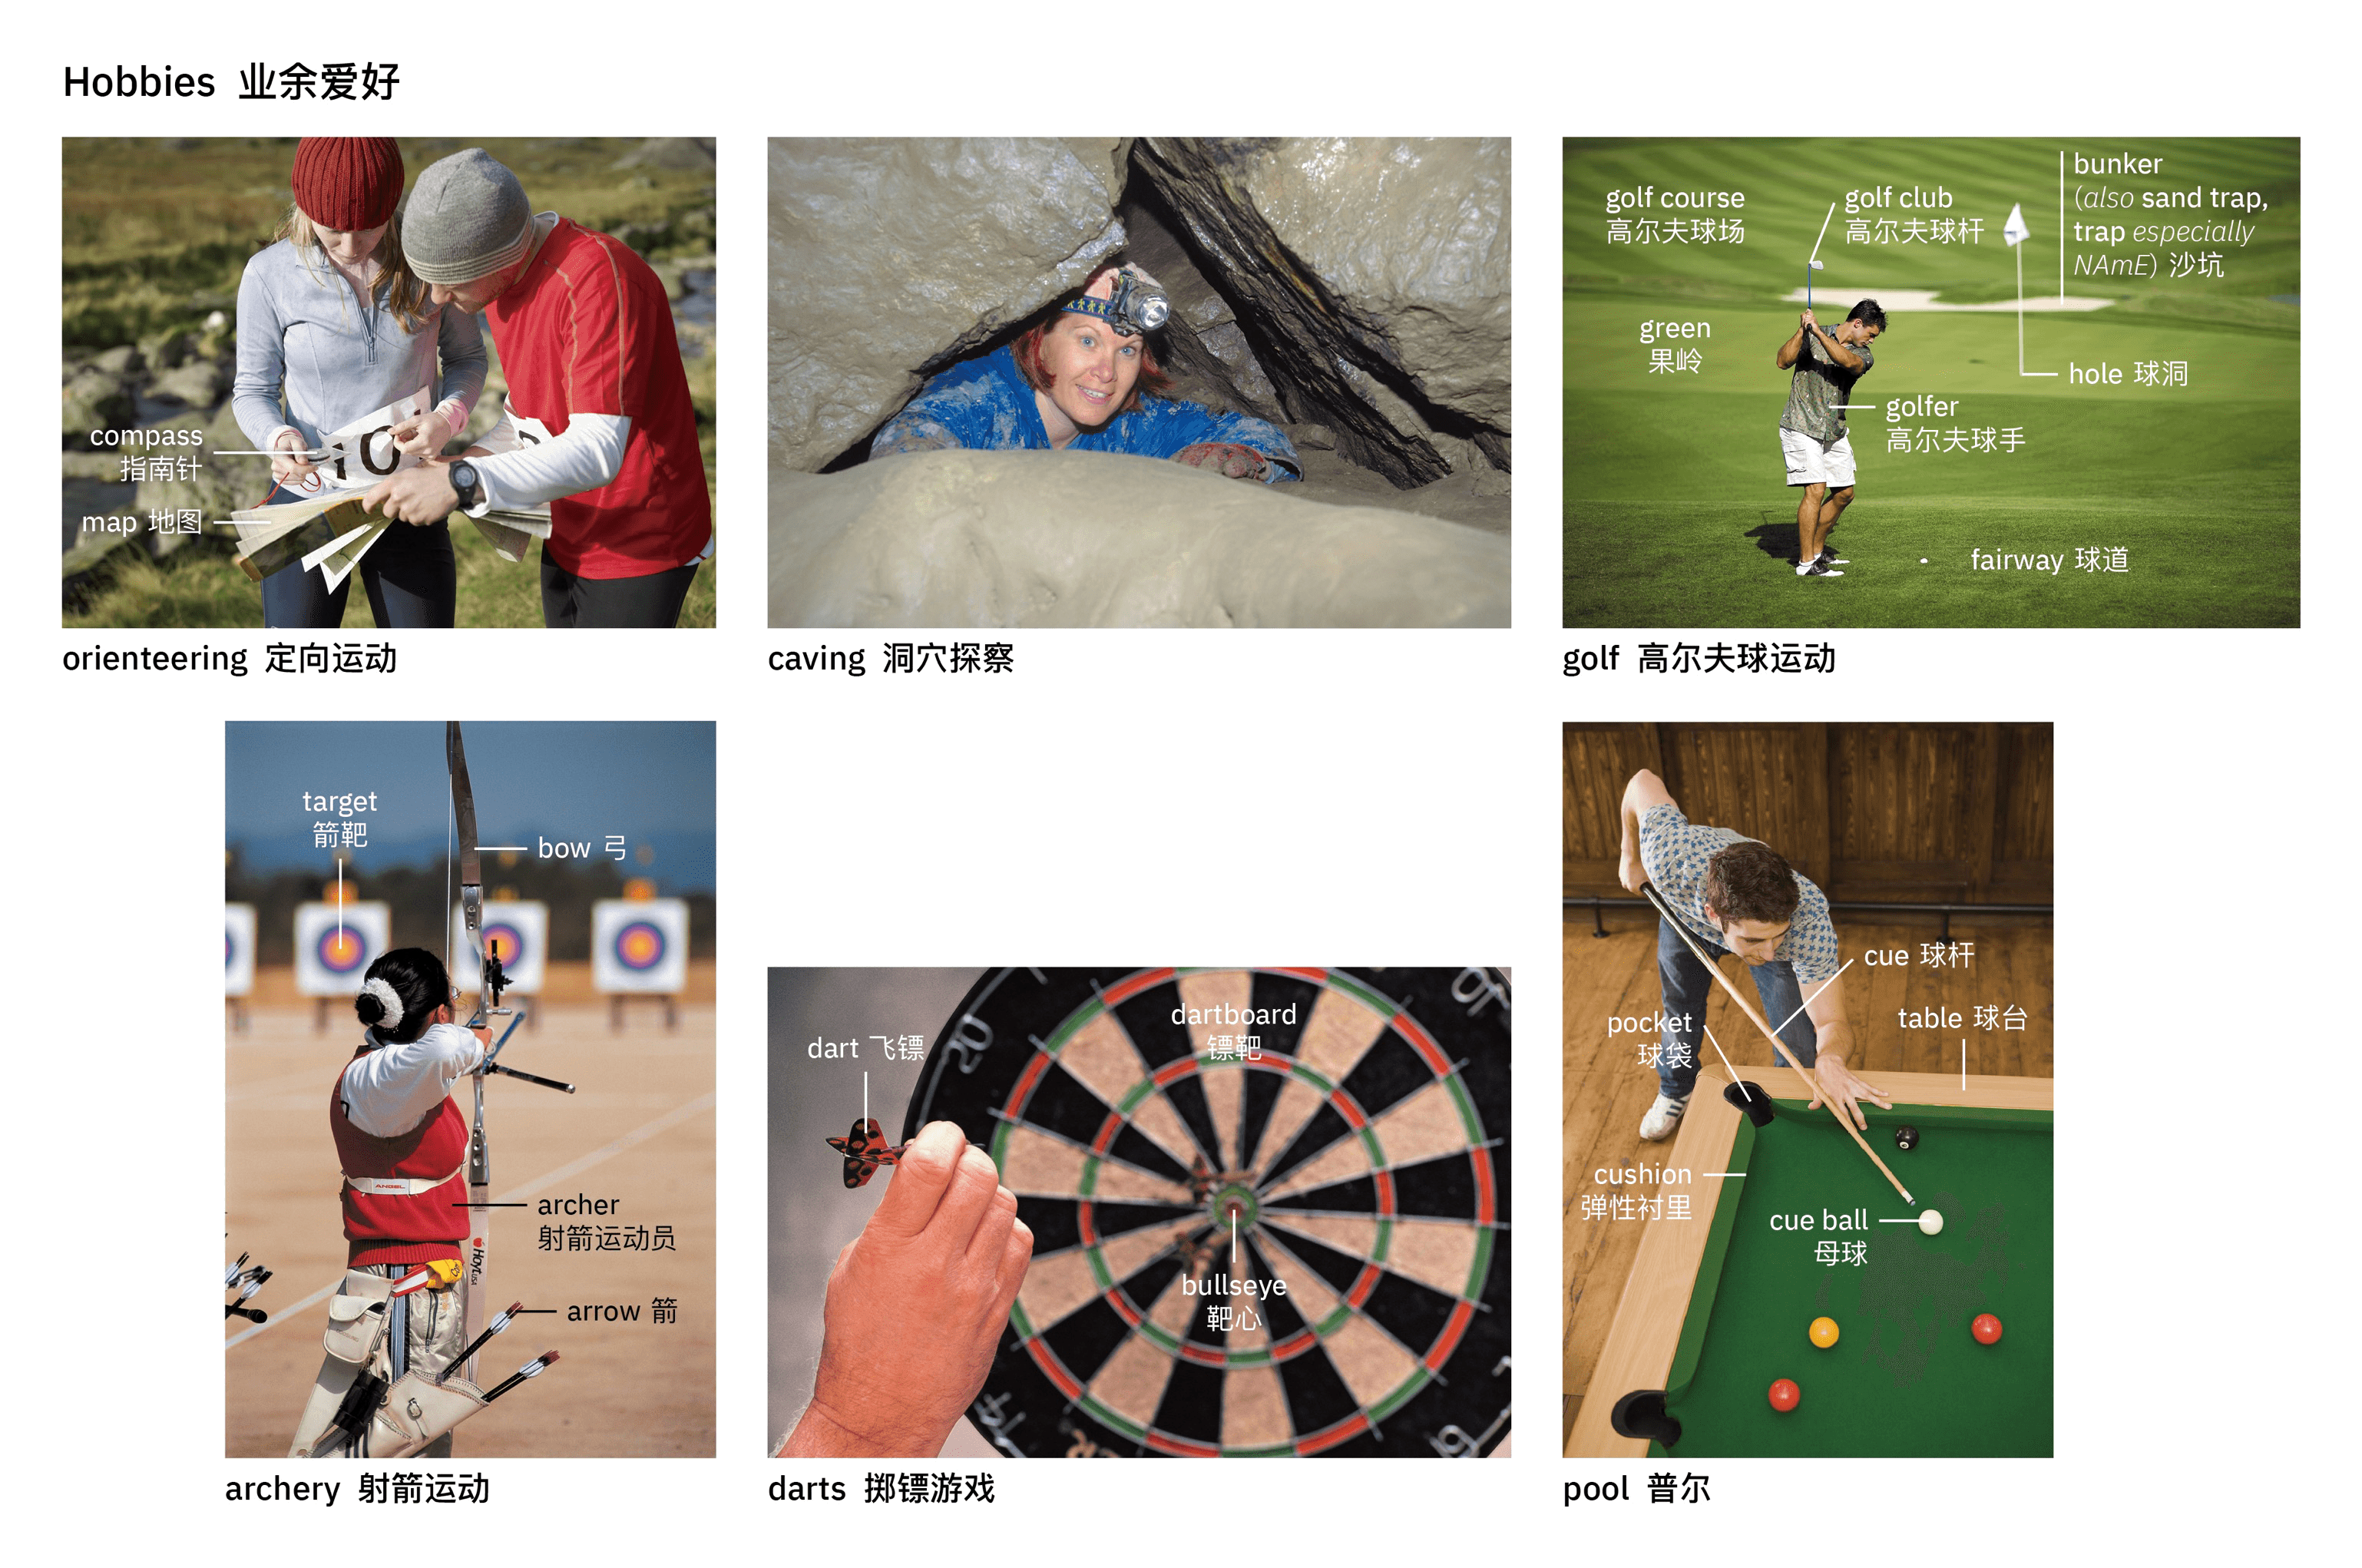 Hobbies 业余爱好
compass
指南针
map 地图
orienteering 定向运动
caving 洞穴探察
golf course
高尔夫球场
golf club
高尔夫球杆
bunker
(also sand trap,
trap especially
NAmE) 沙坑
green
果岭
hole 球洞
golfer
高尔夫球手
fairway 球道
golf 高尔夫球运动
target
箭靶
bow 弓
ANGEL
archer
射箭运动员
HOYT USA
arrow 箭
archery 射箭运动
dart 飞镖
20
dartboard
镖靶
bullseye
靶心
darts 掷镖游戏
cue 球杆
pocket
球袋
table 球台
cushion
弹性衬里
cue ball
母球
pool 普尔